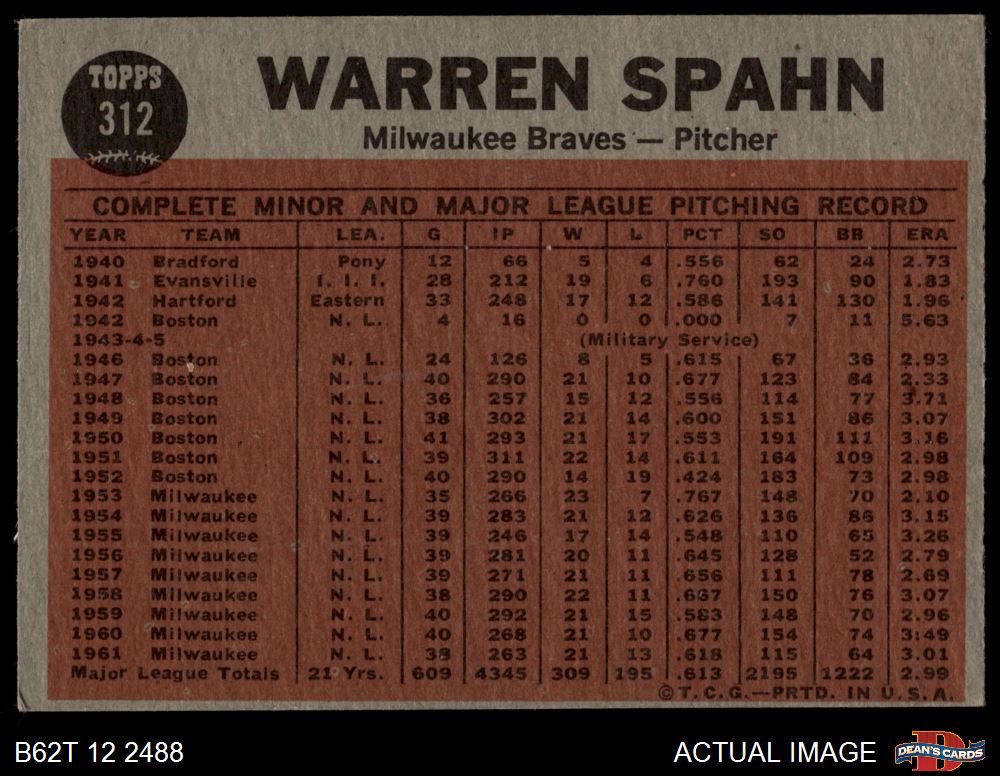 TOPPS
312
WARREN SPAHN
Milwaukee Braves — Pitcher
COMPLETE MINOR AND MAJOR LEAGUE PITCHING RECORD
YEAR TEAM LEA. G IP W L PCT SO BB ERA
1940 Bradford Pony 12 66 5 4 .556 62 24 2.73
1941 Evansville I. I. I. 28 212 19 6 .760 193 90 1.83
1942 Hartford Eastern 33 248 17 12 .586 141 130 1.96
1942 Boston N. L. 4 16 0 0 .000 7 11 5.63
1943-4-5 (Military Service)
1946 Boston N. L. 24 126 8 5 .615 67 36 2.93
1947 Boston N. L. 40 290 21 10 .677 123 84 2.33
1948 Boston N. L. 36 257 15 12 .556 114 77 3.71
1949 Boston N. L. 38 302 21 14 .600 151 86 3.07
1950 Boston N. L. 41 293 21 17 .553 191 111 3.16
1951 Boston N. L. 39 311 22 14 .611 164 109 2.98
1952 Boston N. L. 40 290 14 19 .424 183 73 2.98
1953 Milwaukee N. L. 35 266 23 7 .767 148 70 2.10
1954 Milwaukee N. L. 39 283 21 12 .626 136 86 3.15
1955 Milwaukee N. L. 39 246 17 14 .548 110 65 3.26
1956 Milwaukee N. L. 39 281 20 11 .645 128 52 2.79
1957 Milwaukee N. L. 39 271 21 11 .656 111 78 2.69
1958 Milwaukee N. L. 38 290 22 11 .667 150 76 3.07
1959 Milwaukee N. L. 40 292 21 15 .583 148 70 2.96
1960 Milwaukee N. L. 40 268 21 10 .677 154 74 3.49
1961 Milwaukee N. L. 38 263 21 13 .618 115 64 3.01
Major League Totals 21 Yrs. 609 4345 309 195 .613 2195 1222 2.99
© T. C. G.—PRTD. IN U. S. A.
B62T 12 2488
ACTUAL IMAGE
DEAN'S CARDS